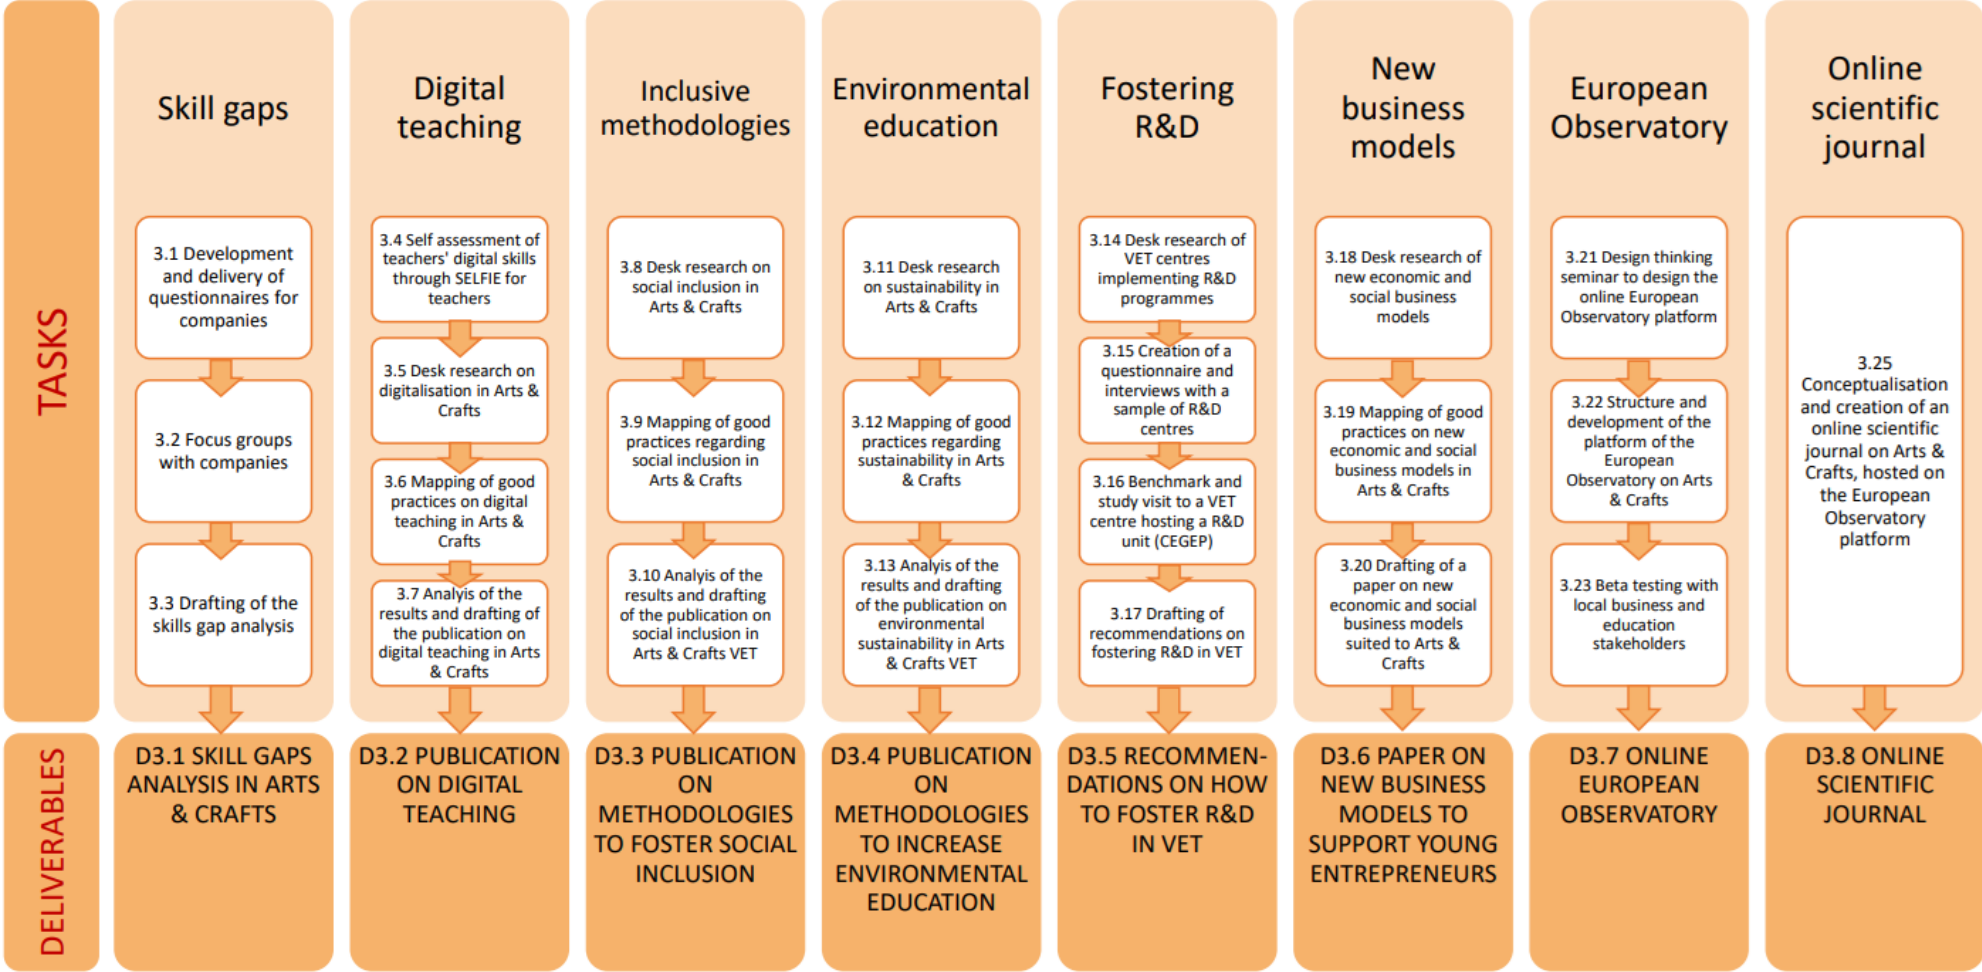 TASKS
Skill gaps
3.1 Development
and delivery of
questionnaires for
companies
3.2 Focus groups
with companies
3.3 Drafting of the
skills gap analysis
Digital
teaching
3.4 Self assessment of
teachers' digital skills
through SELFIE for
teachers
3.5 Desk research on
digitalisation in Arts &
Crafts
3.6 Mapping of good
practices on digital
teaching in Arts &
Crafts
3.7 Analyis of the
results and drafting of
the publication on
digital teaching in Arts
& Crafts
Inclusive
methodologies
3.8 Desk research on
social inclusion in
Arts & Crafts
3.9 Mapping of good
practices regarding
social inclusion in
Arts & Crafts
3.10 Analyis of the
results and drafting
of the publication on
social inclusion in
Arts & Crafts VET
Environmental
education
3.11 Desk research
on sustainability in
Arts & Crafts
3.12 Mapping of good
practices regarding
sustainability in Arts
& Crafts
3.13 Analyis of the
results and drafting
of the publication on
environmental
sustainability in Arts
& Crafts VET
Fostering
R&D
3.14 Desk research of
VET centres
implementing R&D
programmes
3.15 Creation of a
questionnaire and
interviews with a
sample of R&D
centres
3.16 Benchmark and
study visit to a VET
centre hosting a R&D
unit (CEGEP)
3.17 Drafting of
recommendations on
fostering R&D in VET
New
business
models
3.18 Desk research of
new economic and
social business
models
3.19 Mapping of good
practices on new
economic and social
business models in
Arts & Crafts
3.20 Drafting of a
paper on new
economic and social
business models
suited to Arts &
Crafts
European
Observatory
3.21 Design thinking
seminar to design the
online European
Observatory platform
3.22 Structure and
development of the
platform of the
European
Observatory on Arts
& Crafts
3.23 Beta testing with
local business and
education
stakeholders
Online
scientific
journal
3.25
Conceptualisation
and creation of an
online scientific
journal on Arts &
Crafts, hosted on
the European
Observatory
platform
DELIVERABLES
D3.1 SKILL GAPS
ANALYSIS IN ARTS
& CRAFTS
D3.2 PUBLICATION
ON DIGITAL
TEACHING
D3.3 PUBLICATION
ON
METHODOLOGIES
TO FOSTER SOCIAL
INCLUSION
D3.4 PUBLICATION
ON
METHODOLOGIES
TO INCREASE
ENVIRONMENTAL
EDUCATION
D3.5 RECOMMEN-
DATIONS ON HOW
TO FOSTER R&D
IN VET
D3.6 PAPER ON
NEW BUSINESS
MODELS TO
SUPPORT YOUNG
ENTREPRENEURS
D3.7 ONLINE
EUROPEAN
OBSERVATORY
D3.8 ONLINE
SCIENTIFIC
JOURNAL